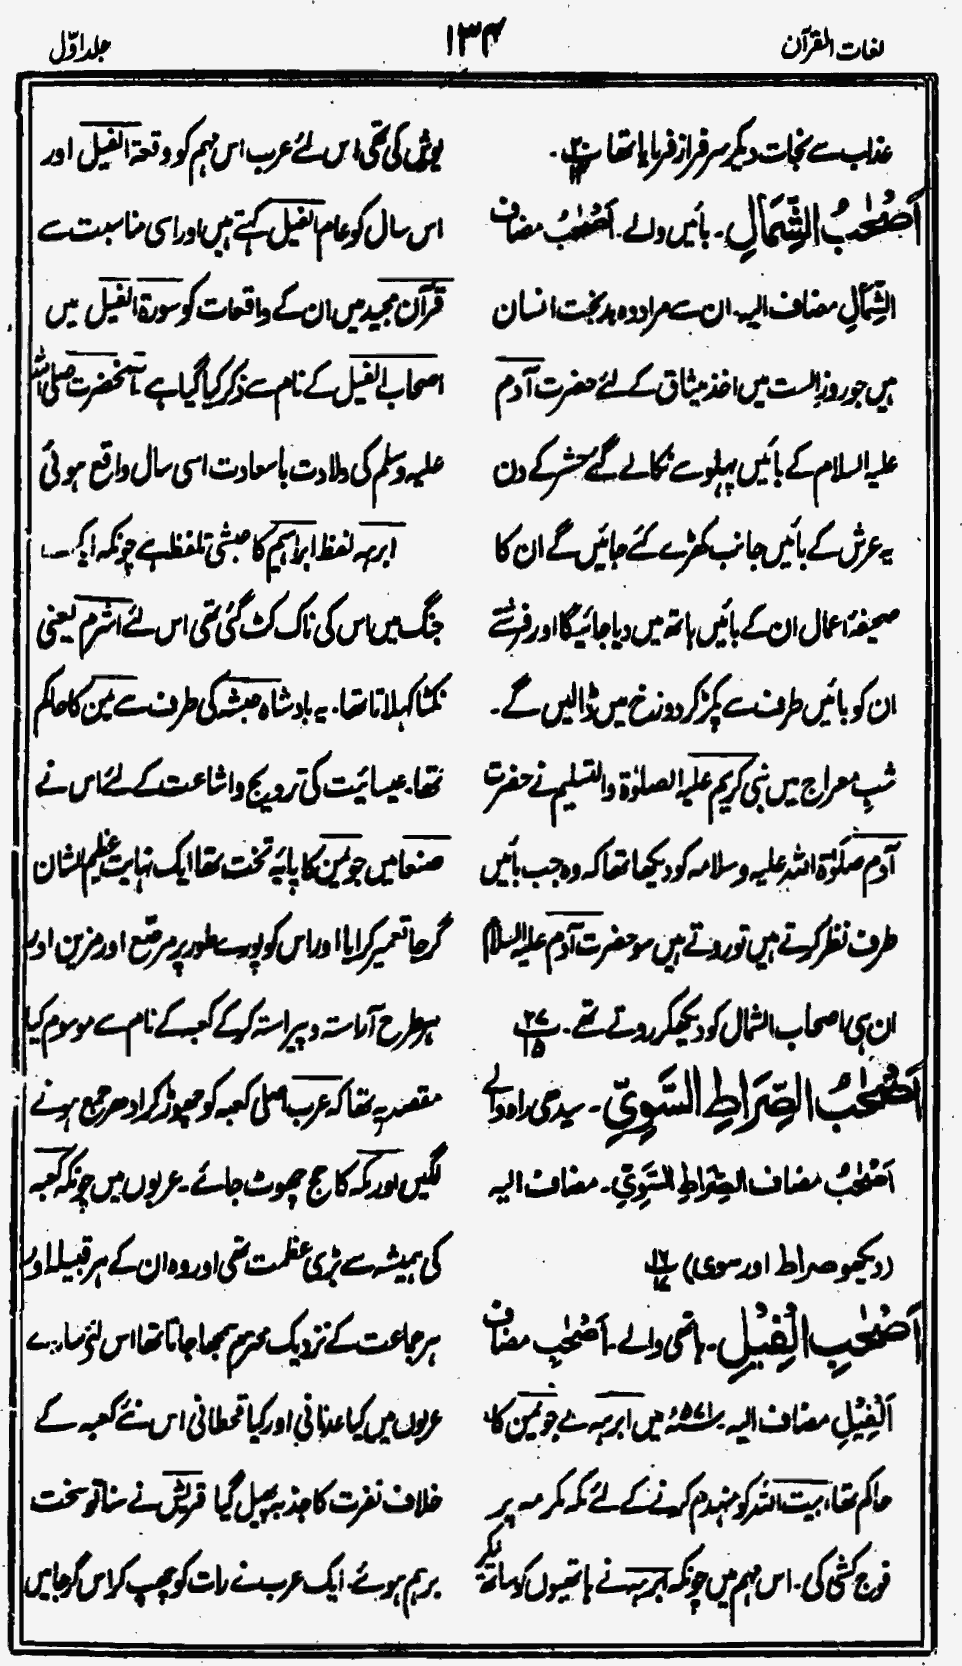 لغات القرآن
۱۳۴
جلد اوّل
عذاب سے نجات دیکر سرفراز فرمایا تھا
اَصْحٰبُ الشِّمَالِ۔ بائیں والے۔ اَصْحٰبُ مضاف
الشِّمَالِ مضاف الیہ۔ ان سے مراد وہ بدبخت انسان
ہیں جو روزِ الست میں اخذ میثاق کے لئے حضرت آدم
علیہ السلام کے بائیں پہلو سے نکالے گئے حشر کے دن
یہ عرش کے بائیں جانب کھڑے کئے جائیں گے ان کا
صحیفۂ اعمال ان کے بائیں ہاتھ میں دیا جائیگا اور فرشتے
ان کو بائیں طرف سے پکڑ کر دوزخ میں ڈالیں گے۔
شبِ معراج میں نبی کریم علیہ الصلوٰۃ والتسلیم نے حضرت
آدم صلوٰۃ اللہ علیہ و سلامہ کو دیکھا تھا کہ وہ جب بائیں
طرف نظر کرتے ہیں تو روتے ہیں سو حضرت آدم علیہ السلام
ان ہی اصحاب الشمال کو دیکھکر روتے تھے۔ ۲۷/۱۵
اَصْحٰبُ الصِّرَاطِ السَّوِیِّ۔ سیدھی راہ والے
اَصْحٰبُ مضاف الصِّرَاطِ السَّوِیِّ۔ مضاف الیہ
(دیکھو صراط اور سوی) ۱۶/۱۷
اَصْحٰبِ الْفِیْلِ۔ ہاتھی والے۔ اَصْحٰبِ مضاف
اَلْفِیْلِ مضاف الیہ ۵۷۱ء میں ابرہہ نے جو یمن کا
حاکم تھا، بیت اللہ کو منہدم کرنے کے لئے مکہ مکرمہ پر
فوج کشی کی۔ اس مہم میں چونکہ ابرہہ نے ہاتھیوں کو ساتھ لیکر
یورش کی تھی اس لئے عرب اس مہم کو وقعۃ الفیل اور
اس سال کو عام الفیل کہتے ہیں اور اسی مناسبت سے
قرآن مجید میں ان کے واقعات کو سورۃ الفیل میں
اصحاب الفیل کے نام سے ذکر کیا گیا ہے آنحضرت صلی اللہ
علیہ وسلم کی ولادت با سعادت اسی سال واقع ہوئی
ابرہہ لفظ ابراہیم کا حبشی تلفظ ہے چونکہ ایک
جنگ میں اس کی ناک کٹ گئی تھی اس لئے اشرم یعنی
نکٹا کہلاتا تھا۔ یہ بادشاہ حبشہ کی طرف سے یمن کا حاکم
تھا۔ عیسائیت کی ترویج و اشاعت کے لئے اس نے
صنعا میں جو یمن کا پائیہ تخت تھا ایک نہایت عظیم الشان
گرجا تعمیر کرایا اور اس کو پورے طور پر مرصّع اور مزین اور
ہر طرح آراستہ و پیراستہ کر کے کعبہ کے نام سے موسوم کیا
مقصد یہ تھا کہ عرب اصلی کعبہ کو چھوڑ کر ادھر جمع ہونے
لگیں اور مکہ کا حج چھوٹ جائے۔ عربوں میں چونکہ کعبہ
کی ہمیشہ سے بڑی عظمت تھی اور وہ ان کے ہر قبیلہ اور
ہر جماعت کے نزدیک محترم سمجھا جاتا تھا اس لئے سارے
عربوں میں کیا عدنانی اور کیا قحطانی اس نئے کعبہ کے
خلاف نفرت کا جذبہ پھیل گیا قریش نے سنا تو سخت
برہم ہوئے، ایک عرب نے رات کو چھپ کر اس گرجا میں